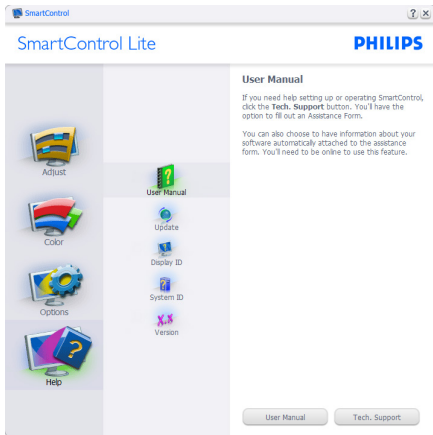 SmartControl
SmartControl Lite
PHILIPS
Adjust
Color
Options
Help
User Manual
Update
Display ID
System ID
X.X
Version
User Manual
If you need help setting up or operating SmartControl,
click the Tech. Support button. You'll have the
option to fill out an Assistance Form.
You can also choose to have information about your
software automatically attached to the assistance
form. You'll need to be online to use this feature.
User Manual
Tech. Support